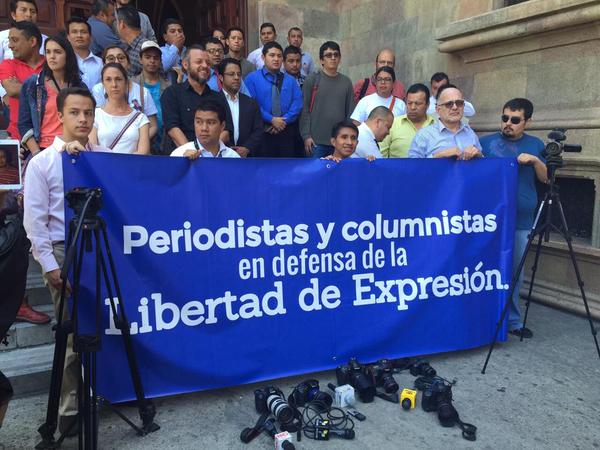 Periodistas y columnistas
en defensa de la
Libertad de Expresión.